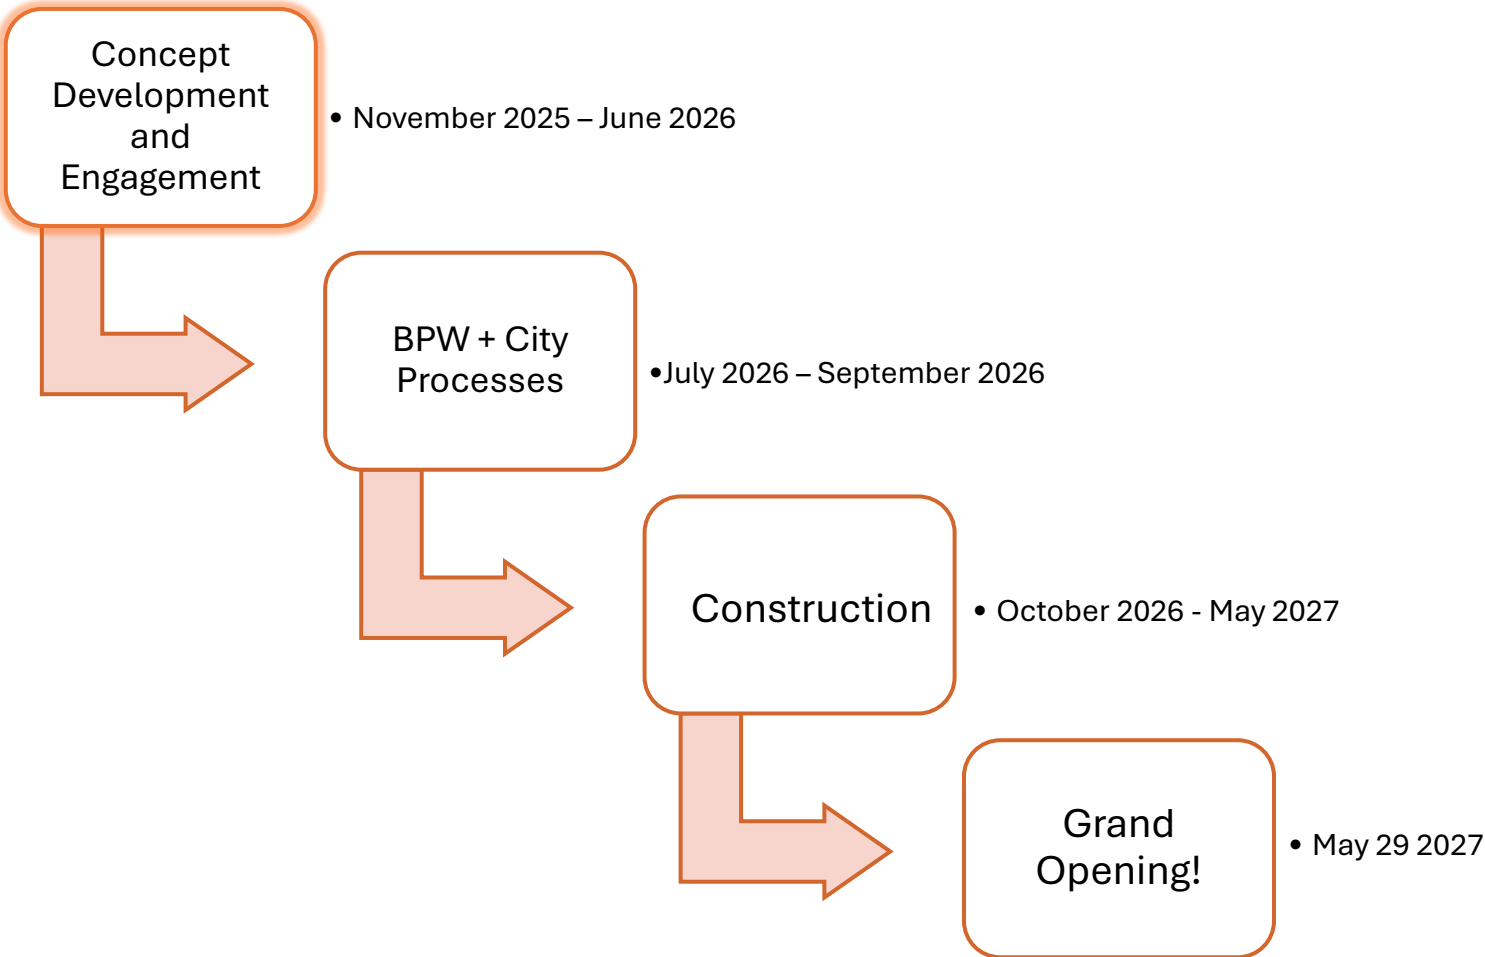 Concept
Development
and
Engagement
• November 2025 – June 2026
BPW + City
Processes
•July 2026 – September 2026
Construction
• October 2026 - May 2027
Grand
Opening!
• May 29 2027